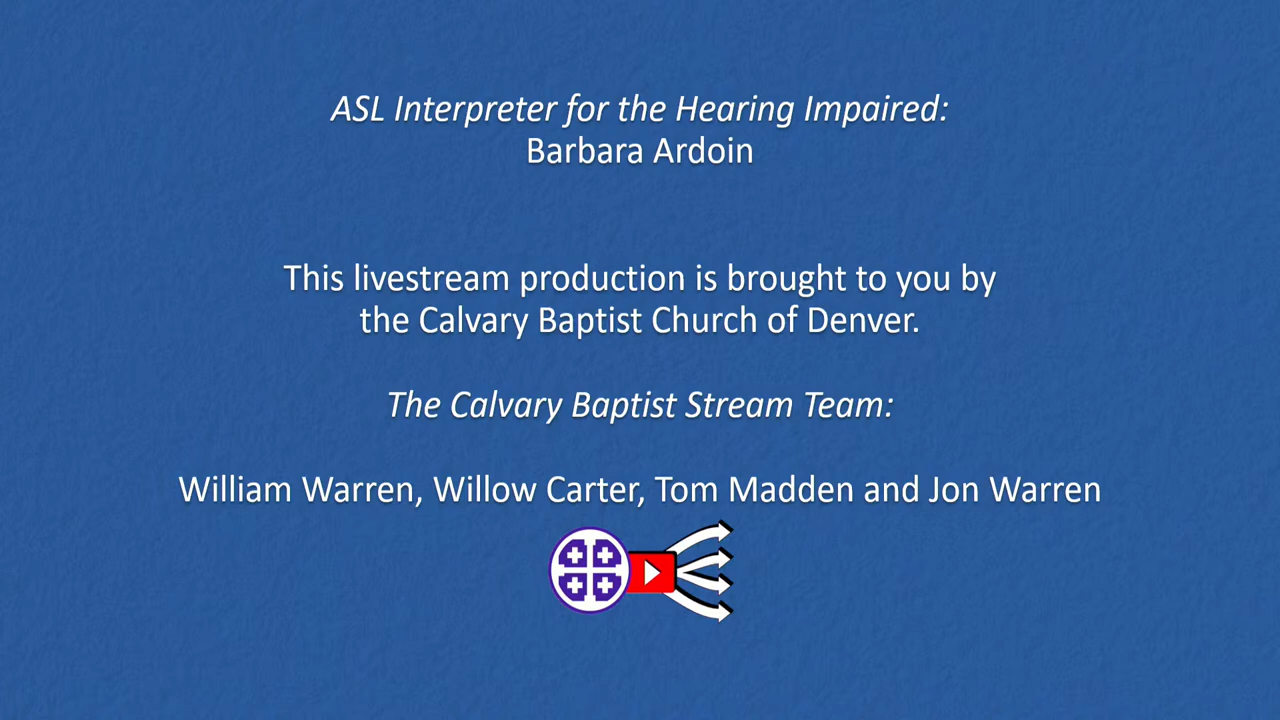 ASL Interpreter for the Hearing Impaired:
Barbara Ardoin
This livestream production is brought to you by
the Calvary Baptist Church of Denver.
The Calvary Baptist Stream Team:
William Warren, Willow Carter, Tom Madden and Jon Warren